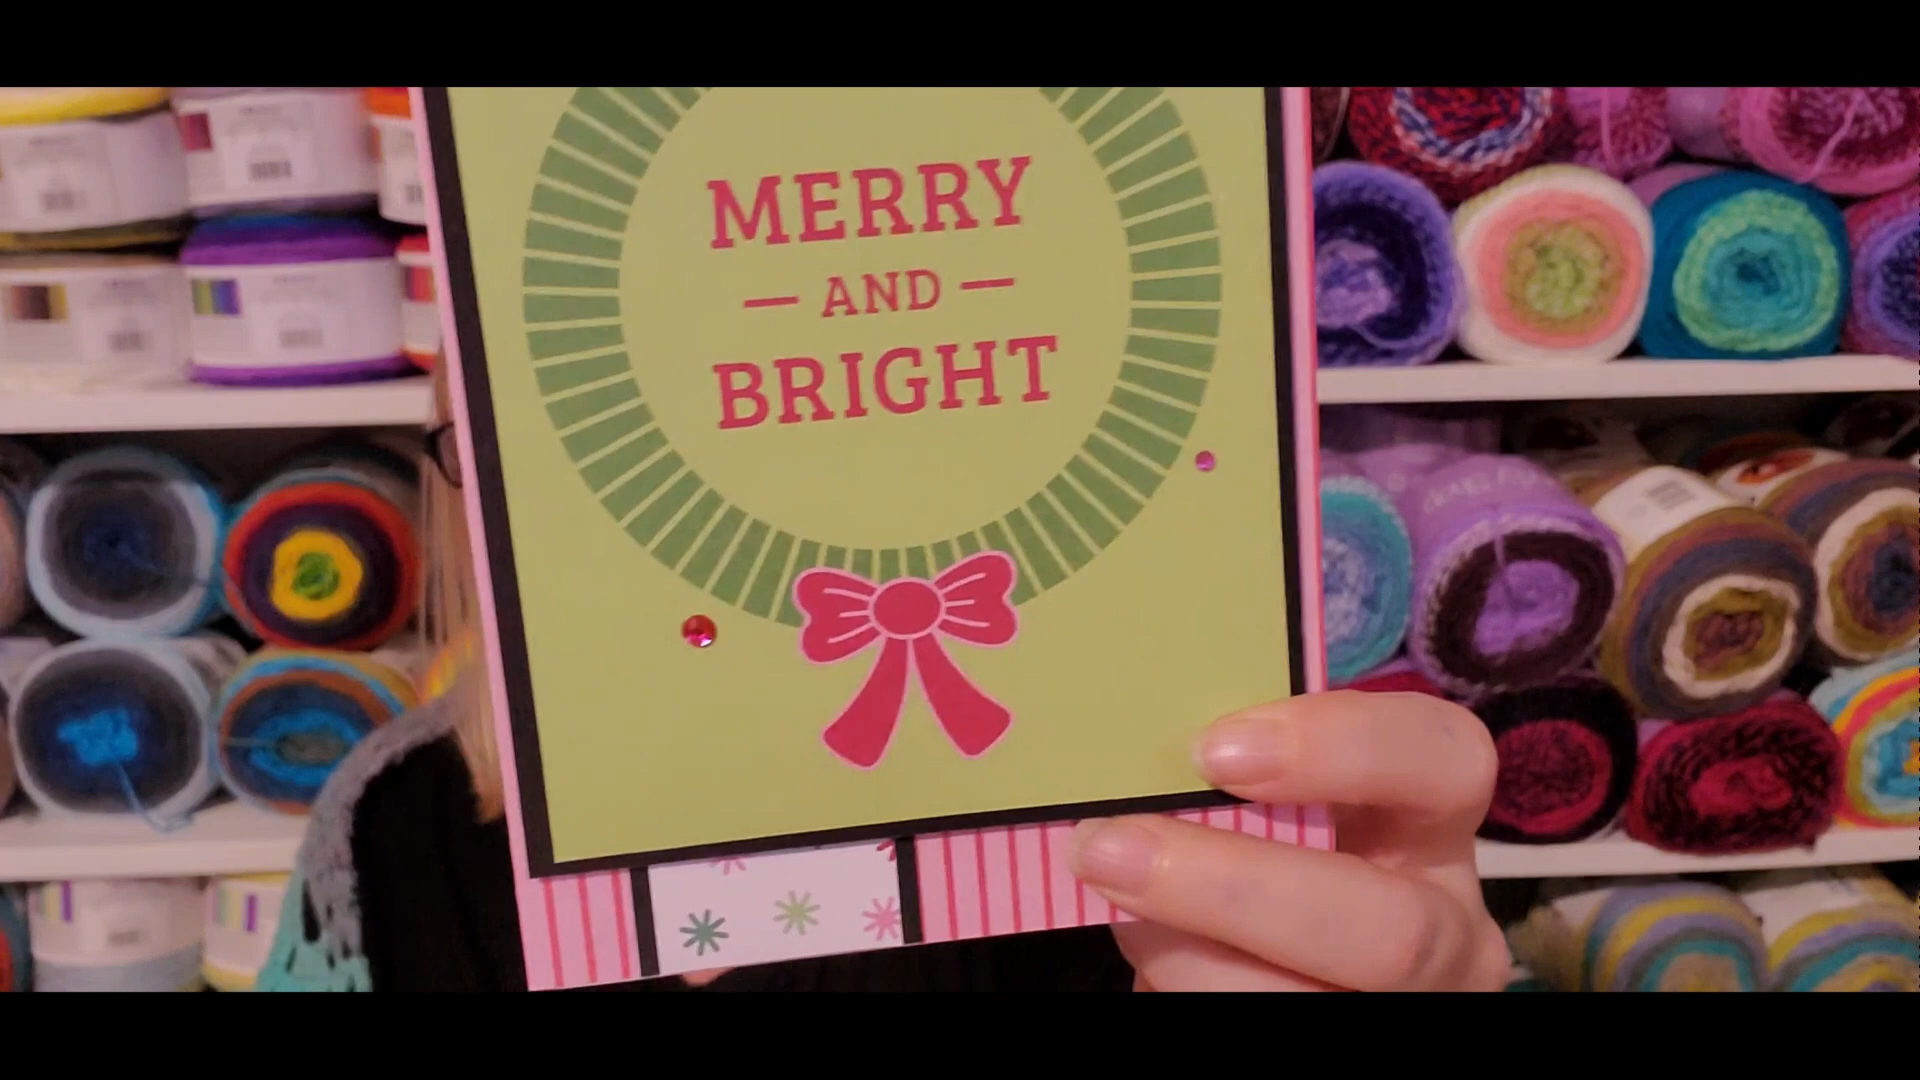 MERRY
— AND —
BRIGHT